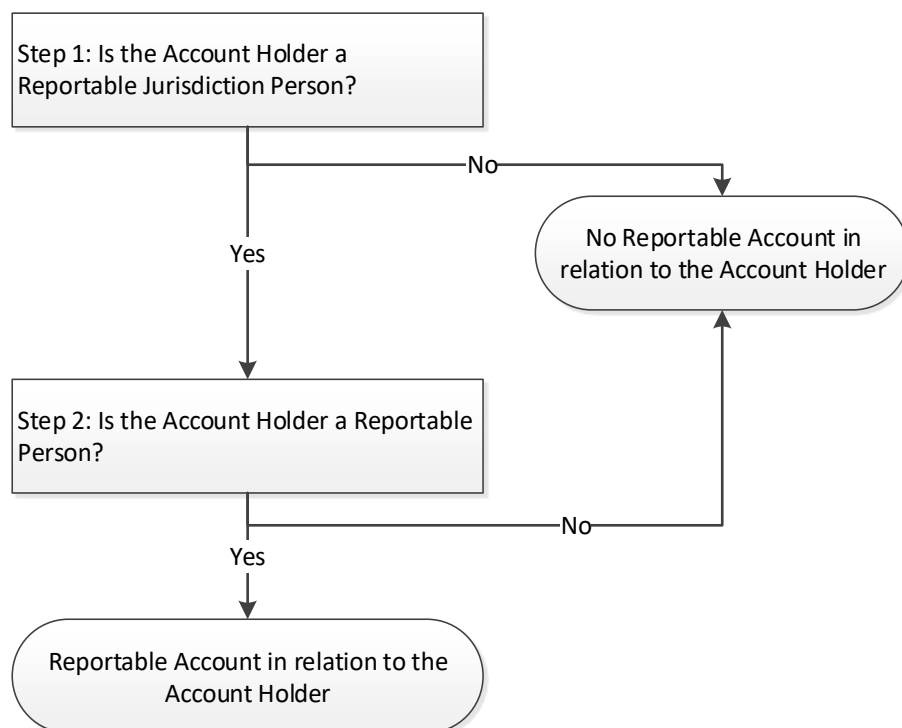 Step 1: Is the Account Holder a
Reportable Jurisdiction Person?
No
No Reportable Account in
relation to the Account Holder
Yes
Step 2: Is the Account Holder a Reportable
Person?
No
Yes
Reportable Account in relation to the
Account Holder